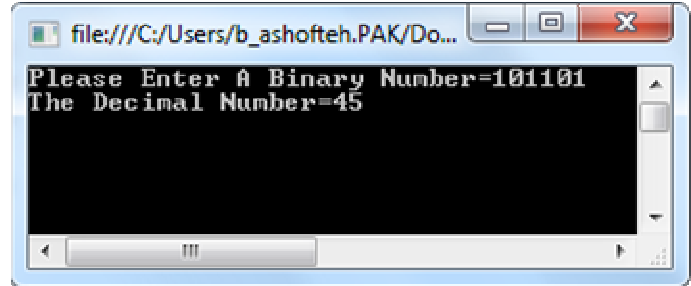 file:///C:/Users/b_ashofteh.PAK/Do...
Please Enter A Binary Number=101101
The Decimal Number=45